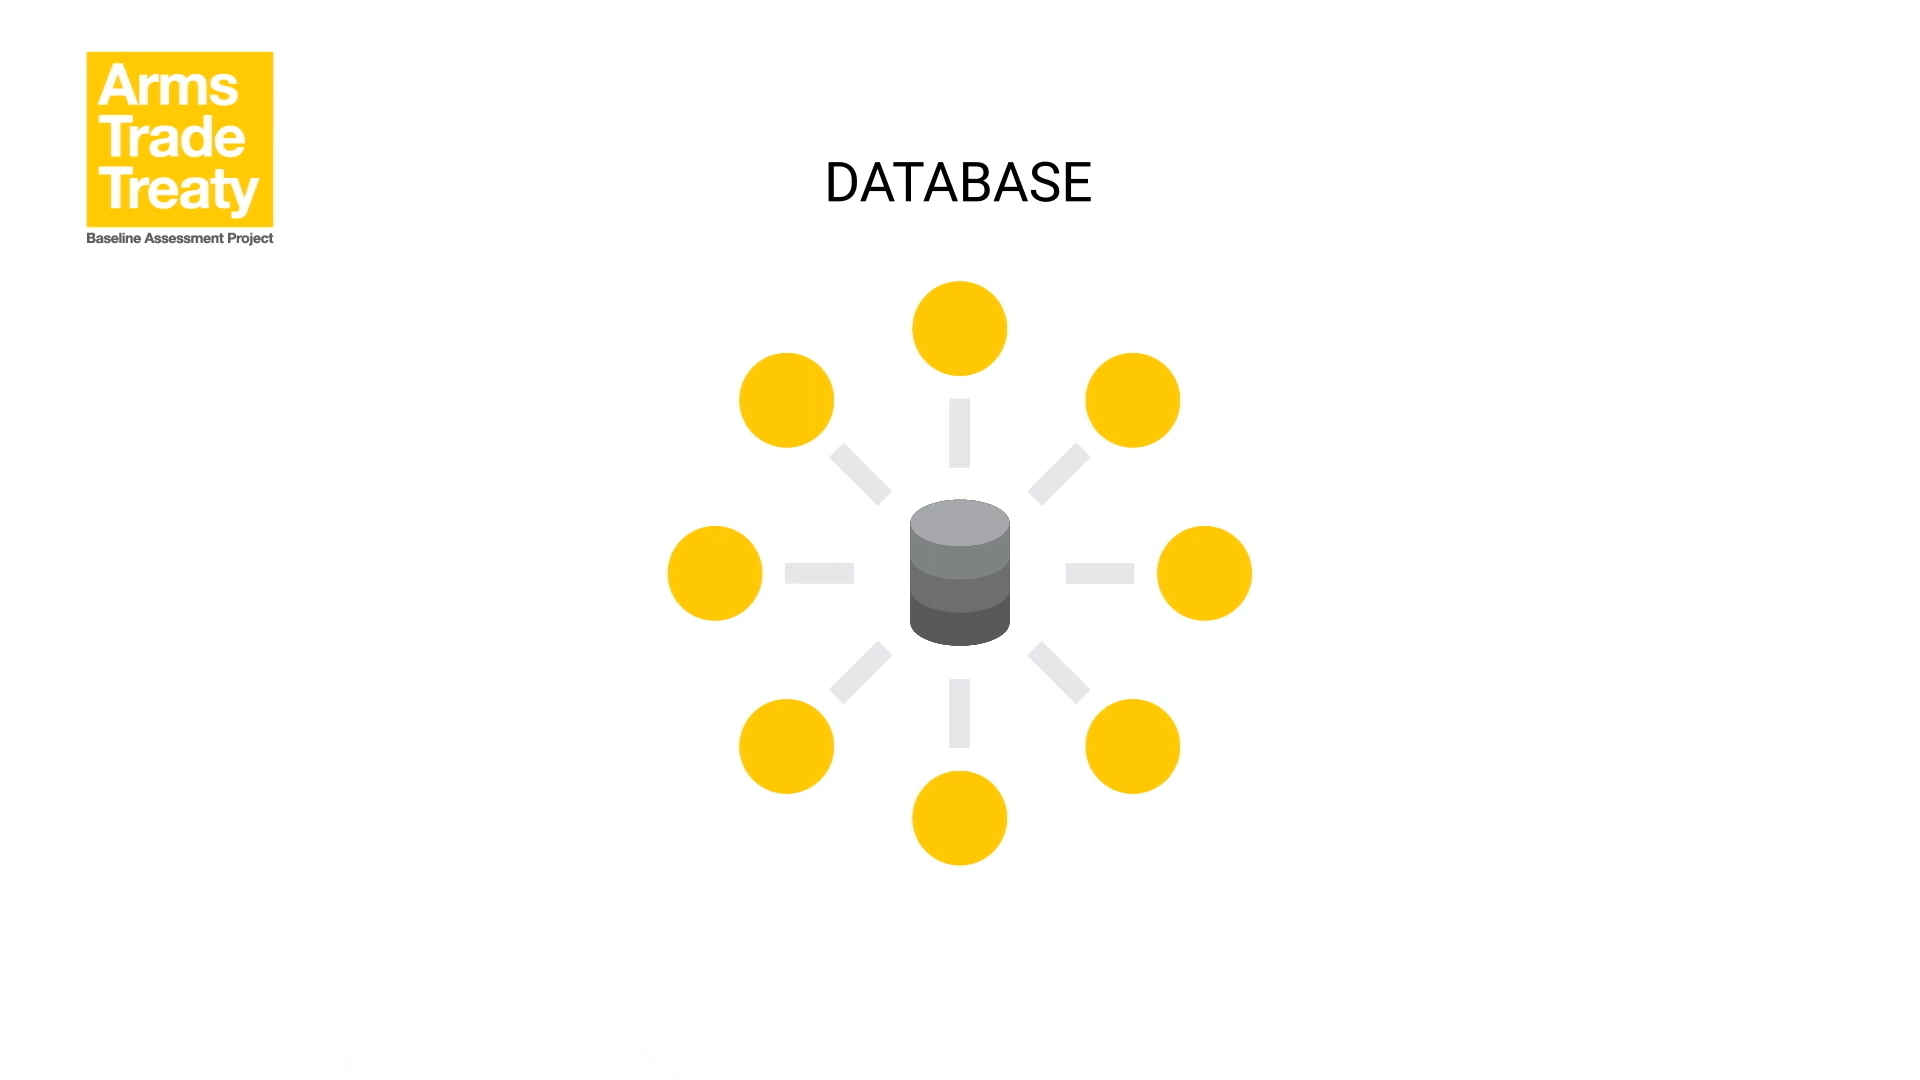 Arms
Trade
Treaty
Baseline Assessment Project
DATABASE